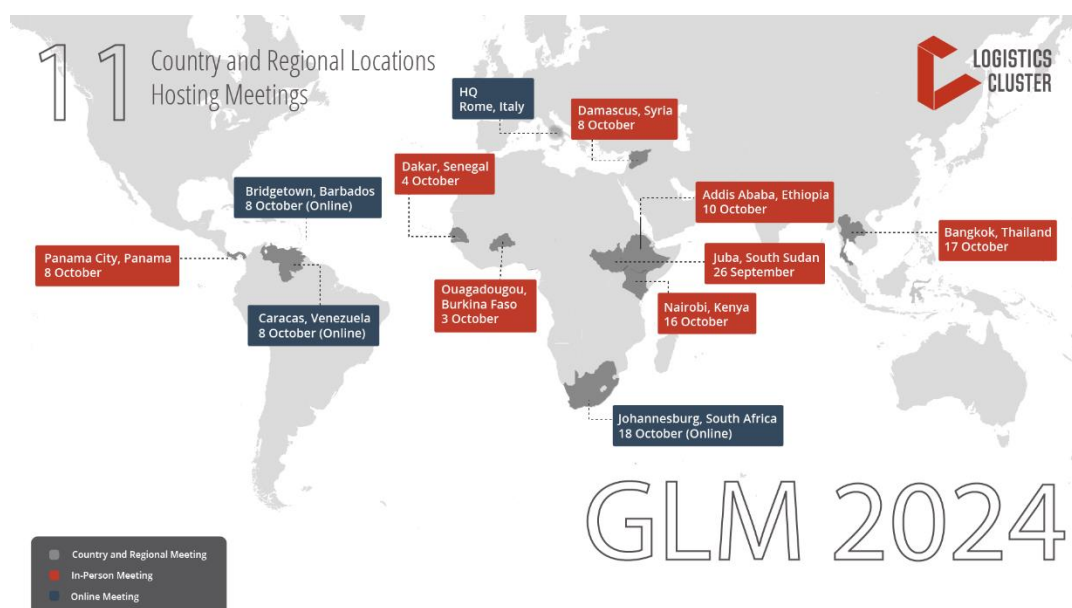 11
Country and Regional Locations
Hosting Meetings
LOGISTICS
CLUSTER
HQ
Rome, Italy
Damascus, Syria
8 October
Dakar, Senegal
4 October
Bridgetown, Barbados
8 October (Online)
Addis Ababa, Ethiopia
10 October
Bangkok, Thailand
17 October
Panama City, Panama
8 October
Juba, South Sudan
26 September
Ouagadougou,
Burkina Faso
3 October
Nairobi, Kenya
16 October
Caracas, Venezuela
8 October (Online)
Johannesburg, South Africa
18 October (Online)
GLM 2024
Country and Regional Meeting
In-Person Meeting
Online Meeting